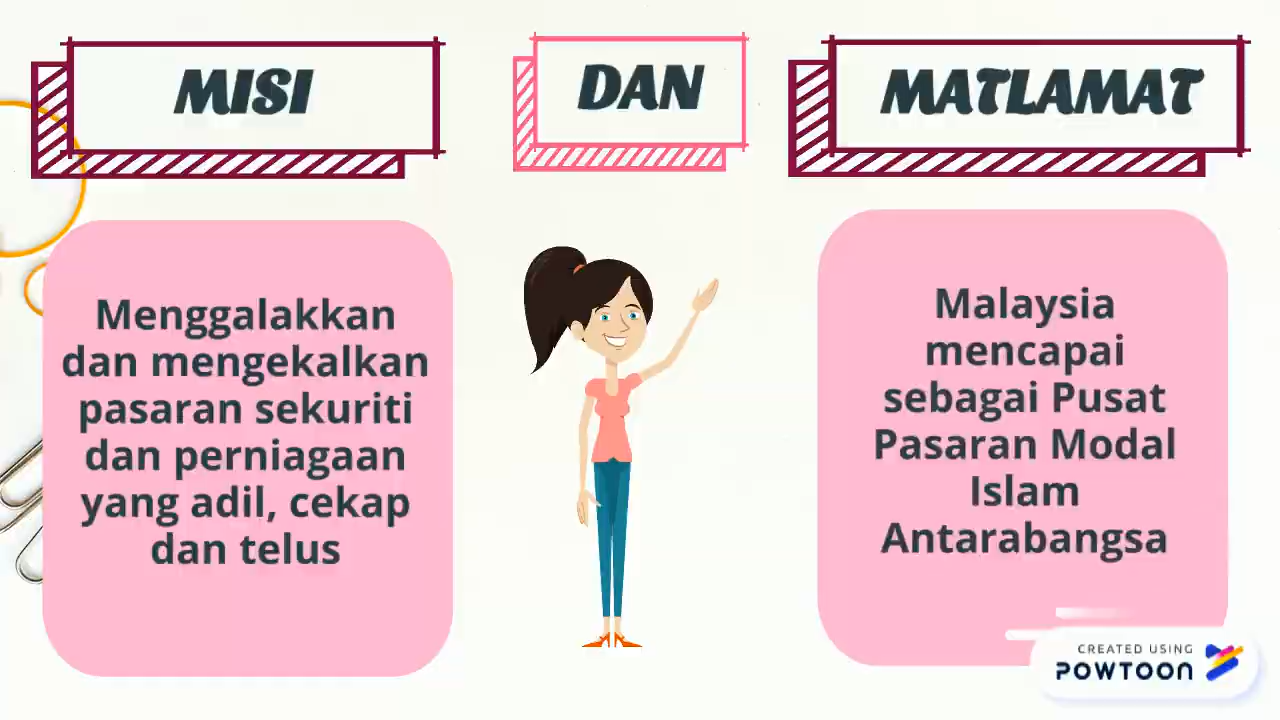 MISI
DAN
MATLAMAT
Menggalakkan
dan mengekalkan
pasaran sekuriti
dan perniagaan
yang adil, cekap
dan telus
Malaysia
mencapai
sebagai Pusat
Pasaran Modal
Islam
Antarabangsa
CREATED USING
POWTOON